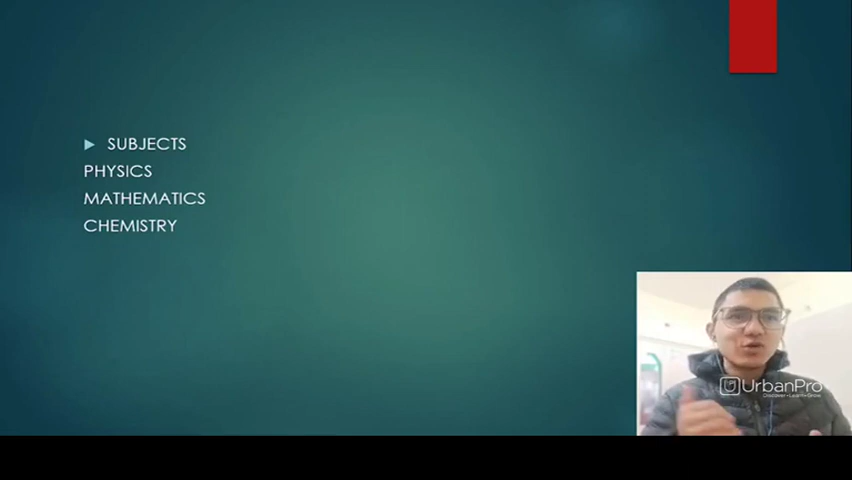 SUBJECTS
PHYSICS
MATHEMATICS
CHEMISTRY
UrbanPro